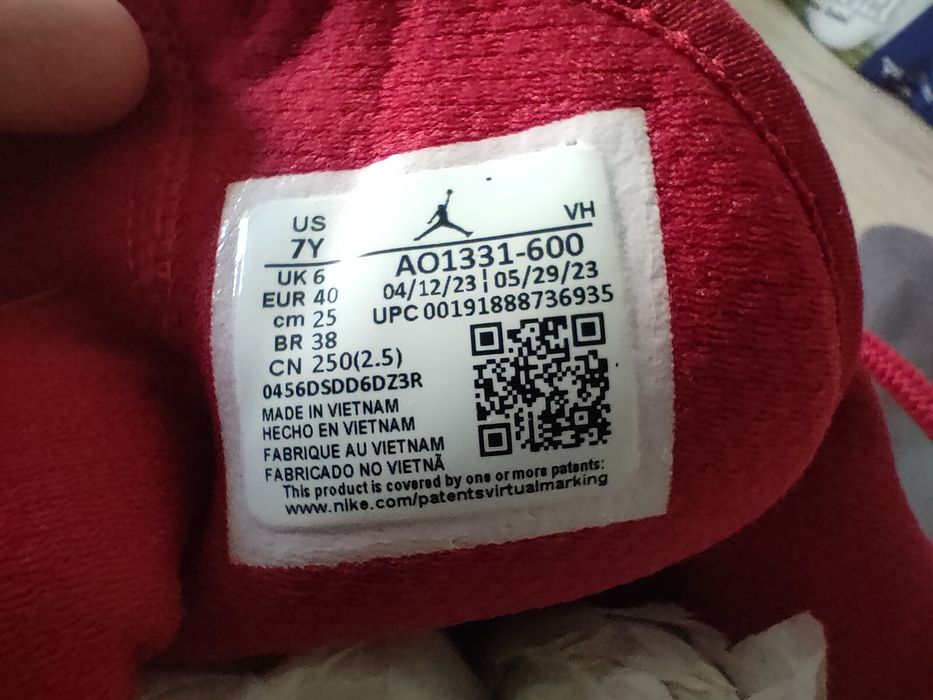 US
7Y
UK 6
EUR 40
cm 25
BR 38
CN 250(2.5)
0456DSDD6DZ3R
MADE IN VIETNAM
HECHO EN VIETNAM
FABRIQUE AU VIETNAM
FABRICADO NO VIETNÃ
VH
AO1331-600
04/12/23 ¦ 05/29/23
UPC 00191888736935
This product is covered by one or more patents:
www.nike.com/patentsvirtualmarking